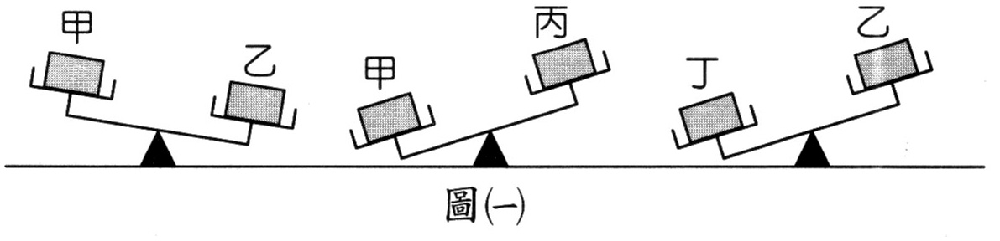 甲 乙 甲 丙 丁 乙
圖(一)